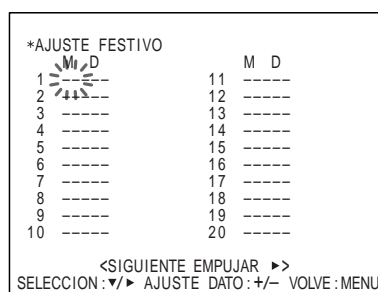 *AJUSTE FESTIVO
M D M D
1 ----- 11 -----
2 ----- 12 -----
3 ----- 13 -----
4 ----- 14 -----
5 ----- 15 -----
6 ----- 16 -----
7 ----- 17 -----
8 ----- 18 -----
9 ----- 19 -----
10 ----- 20 -----
<SIGUIENTE EMPUJAR ►>
SELECCION:▼/► AJUSTE DATO:+/– VOLVE:MENU